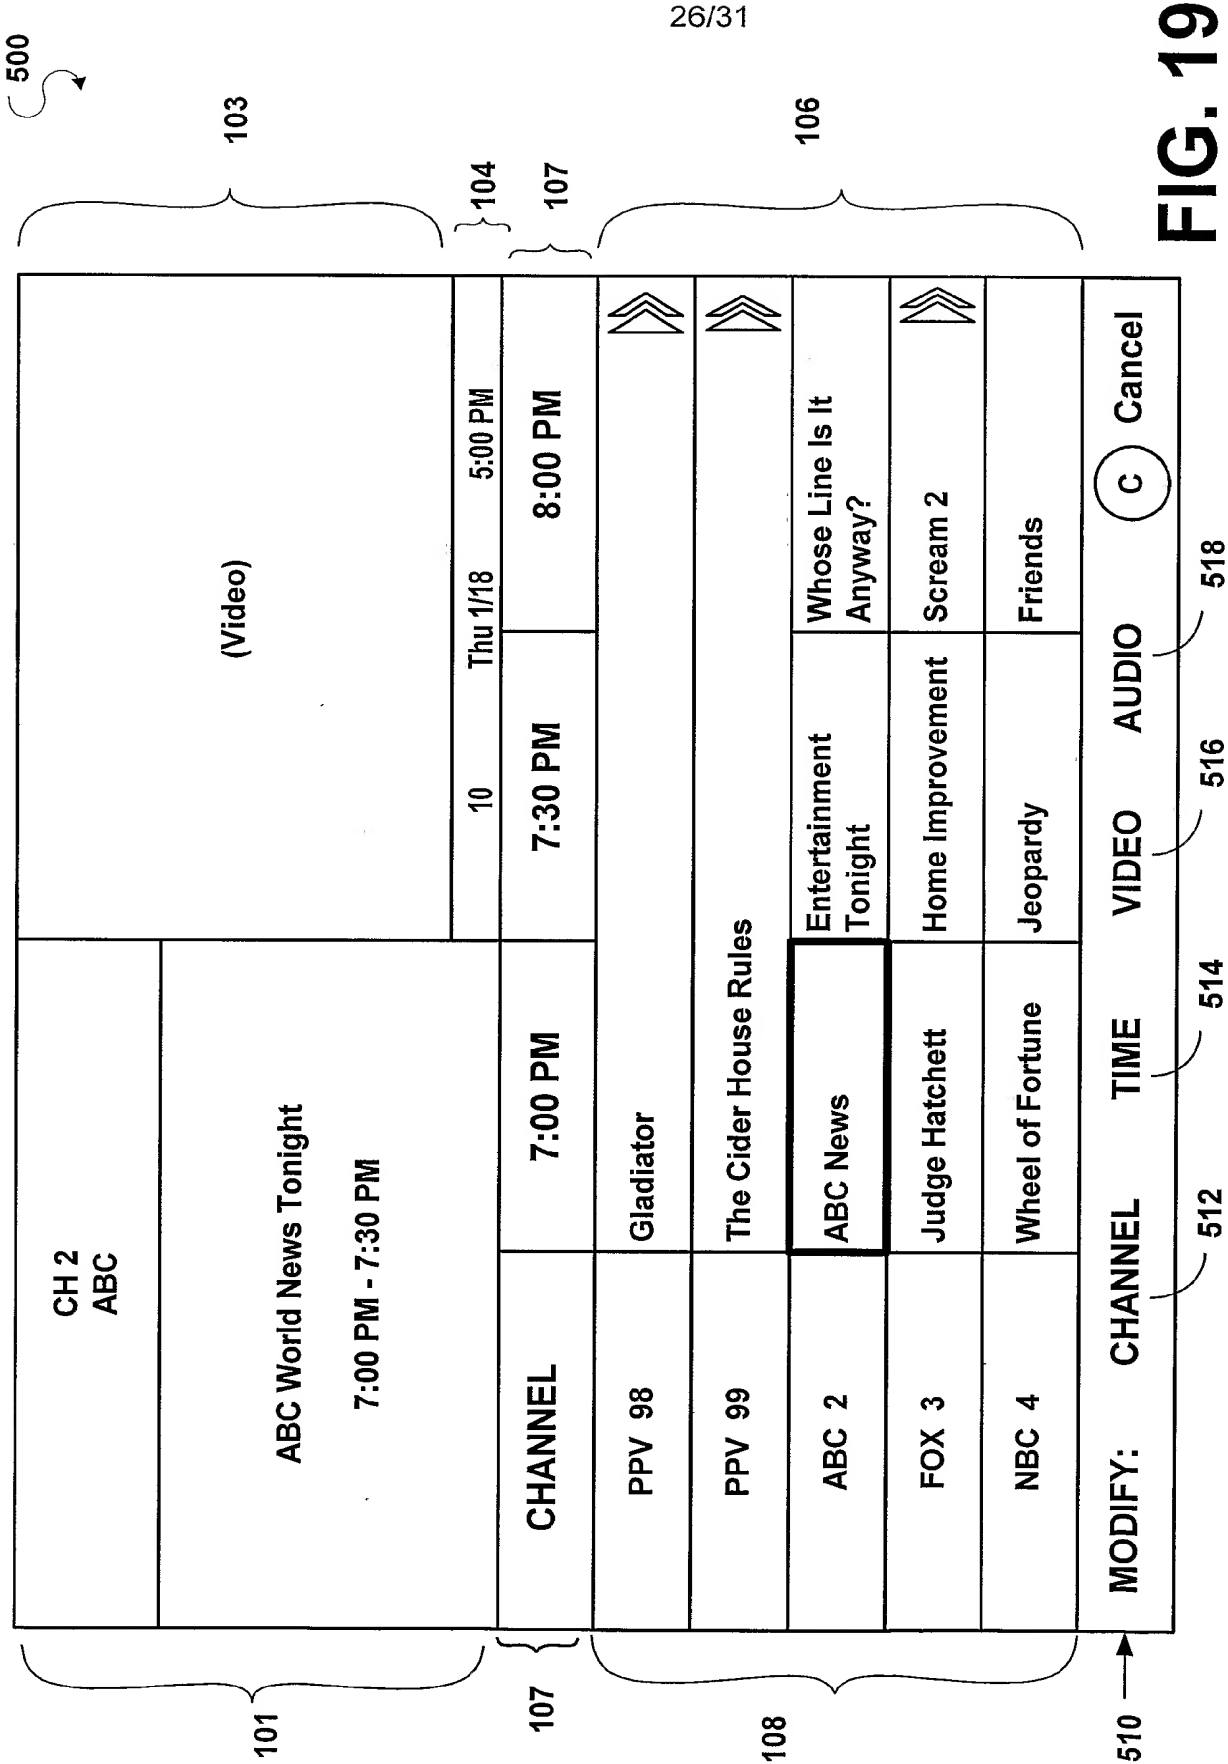 26/31
500
103
104
107
106
CH 2
ABC
(Video)
ABC World News Tonight
7:00 PM - 7:30 PM
10 Thu 1/18 5:00 PM
CHANNEL 7:00 PM 7:30 PM 8:00 PM
PPV 98 Gladiator
PPV 99 The Cider House Rules
ABC 2 ABC News Entertainment Tonight Whose Line Is It Anyway?
FOX 3 Judge Hatchett Home Improvement Scream 2
NBC 4 Wheel of Fortune Jeopardy Friends
MODIFY: CHANNEL TIME VIDEO AUDIO C Cancel
101
107
108
510
512
514
516
518
FIG. 19